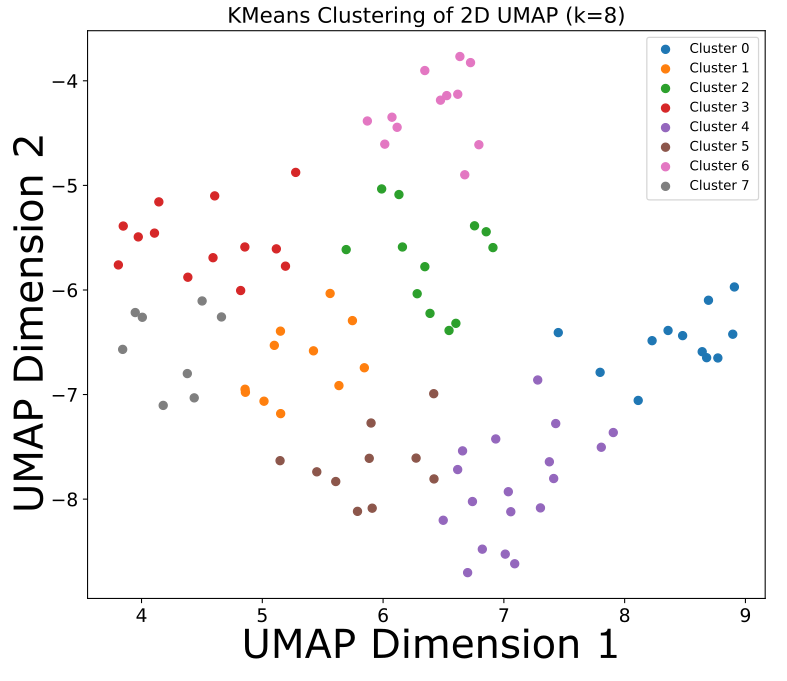 KMeans Clustering of 2D UMAP (k=8)
Cluster 0
Cluster 1
Cluster 2
Cluster 3
Cluster 4
Cluster 5
Cluster 6
Cluster 7
UMAP Dimension 2
−4
−5
−6
−7
−8
4 5 6 7 8 9
UMAP Dimension 1